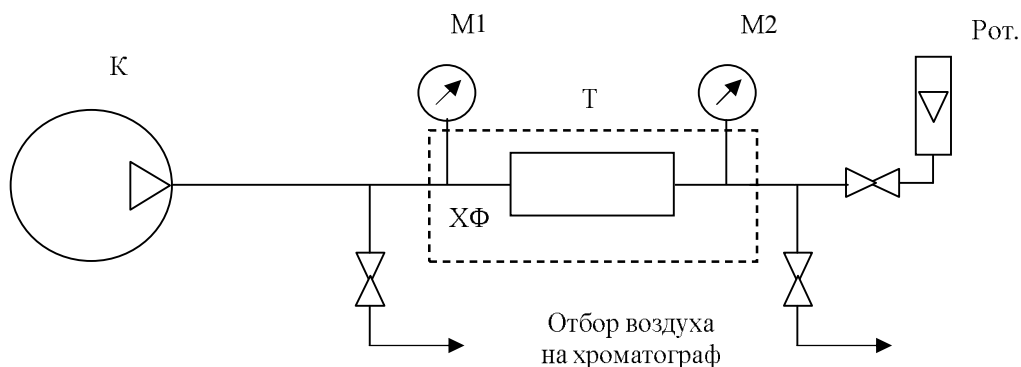 М1
М2
Рот.
К
Т
ХФ
Отбор воздуха
на хроматограф